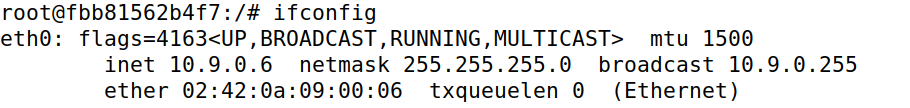 root@fbb81562b4f7:/# ifconfig
eth0: flags=4163<UP,BROADCAST,RUNNING,MULTICAST>  mtu 1500
        inet 10.9.0.6  netmask 255.255.255.0  broadcast 10.9.0.255
        ether 02:42:0a:09:00:06  txqueuelen 0  (Ethernet)